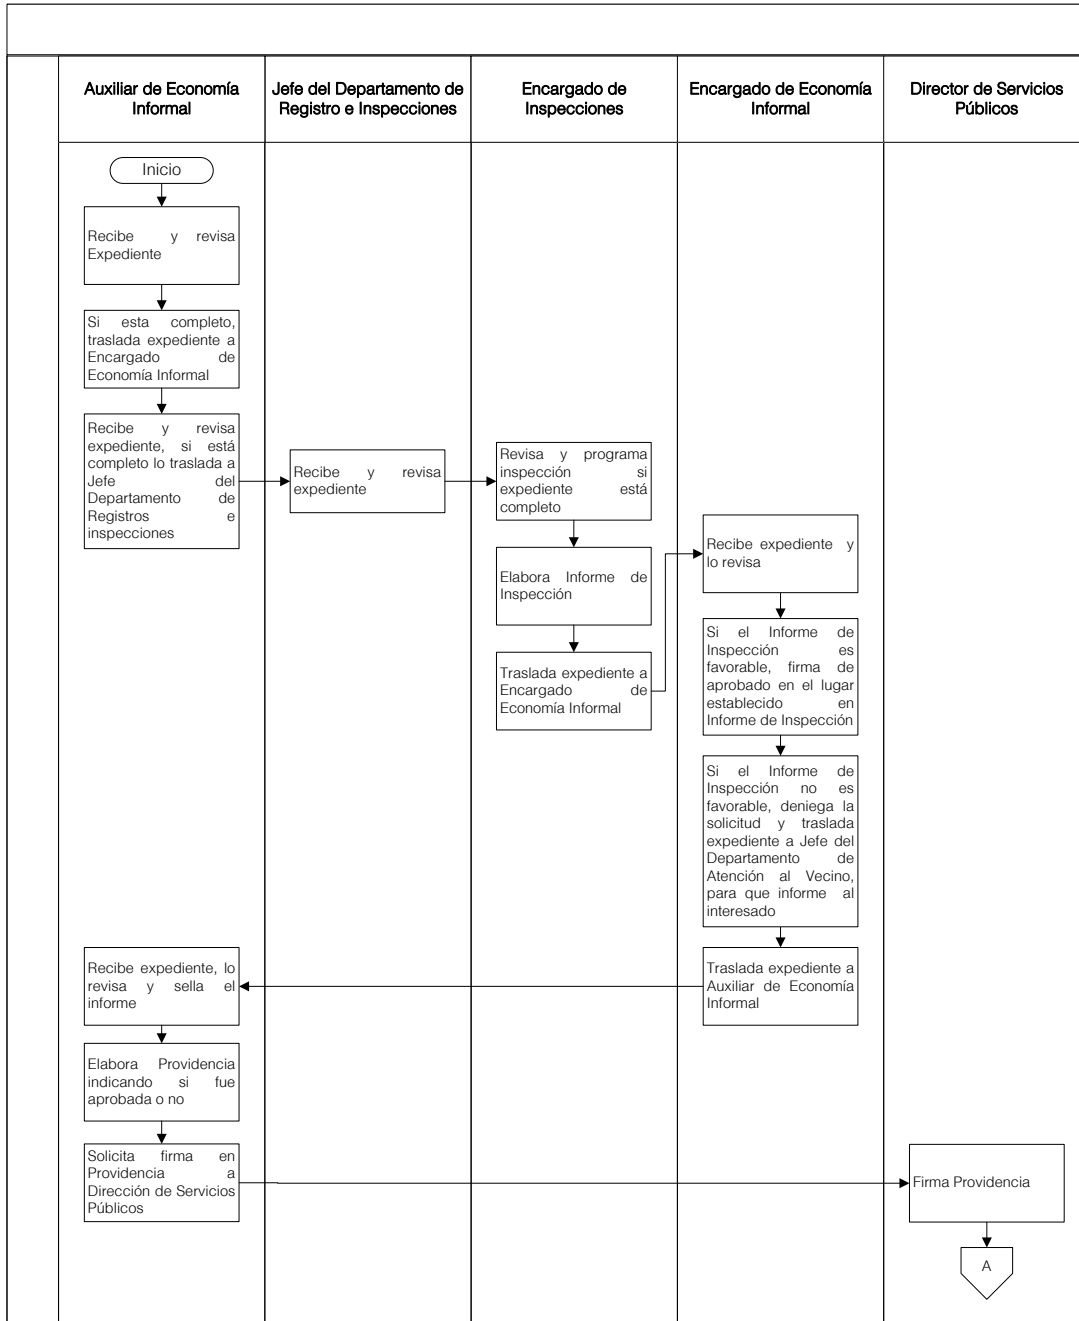 Auxiliar de Economía
Informal
Jefe del Departamento de
Registro e Inspecciones
Encargado de
Inspecciones
Encargado de Economía
Informal
Director de Servicios
Públicos
Inicio
Recibe y revisa
Expediente
Si esta completo,
traslada expediente a
Encargado de
Economía Informal
Recibe y revisa
expediente, si está
completo lo traslada a
Jefe del
Departamento de
Registros e
inspecciones
Recibe y revisa
expediente
Revisa y programa
inspección si
expediente está
completo
Elabora Informe de
Inspección
Traslada expediente a
Encargado de
Economía Informal
Recibe expediente y
lo revisa
Si el Informe de
Inspección es
favorable, firma de
aprobado en el lugar
establecido en
Informe de Inspección
Si el Informe de
Inspección no es
favorable, deniega la
solicitud y traslada
expediente a Jefe del
Departamento de
Atención al Vecino,
para que informe al
interesado
Traslada expediente a
Auxiliar de Economía
Informal
Recibe expediente, lo
revisa y sella el
informe
Elabora Providencia
indicando si fue
aprobada o no
Solicita firma en
Providencia a
Dirección de Servicios
Públicos
Firma Providencia
A